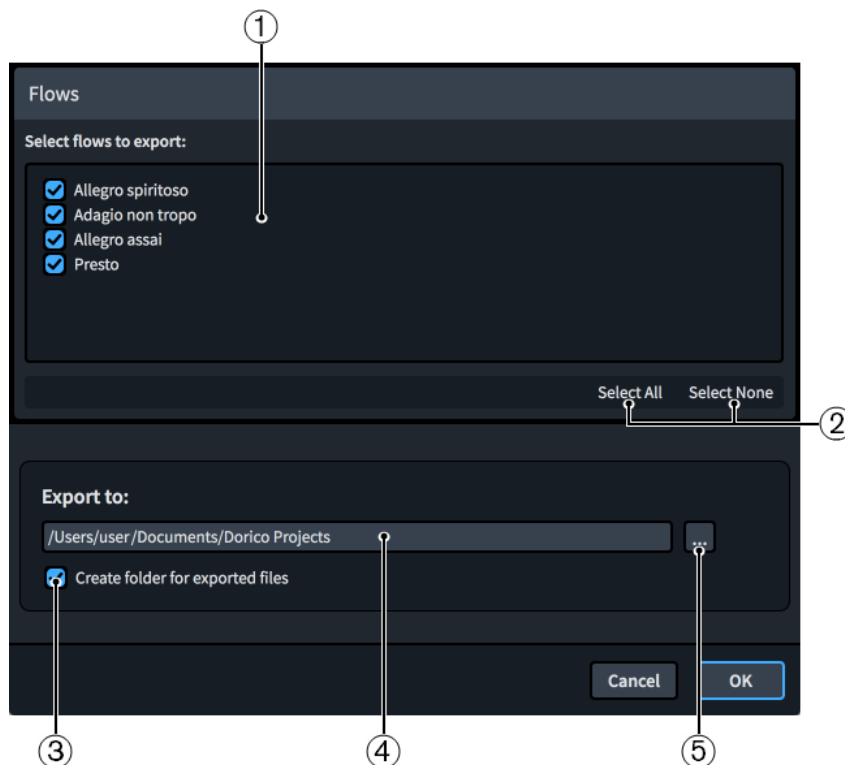 ①
Flows
Select flows to export:
Allegro spiritoso
Adagio non tropo
Allegro assai
Presto
Select All Select None
②
Export to:
/Users/user/Documents/Dorico Projects
...
Create folder for exported files
Cancel OK
③ ④ ⑤